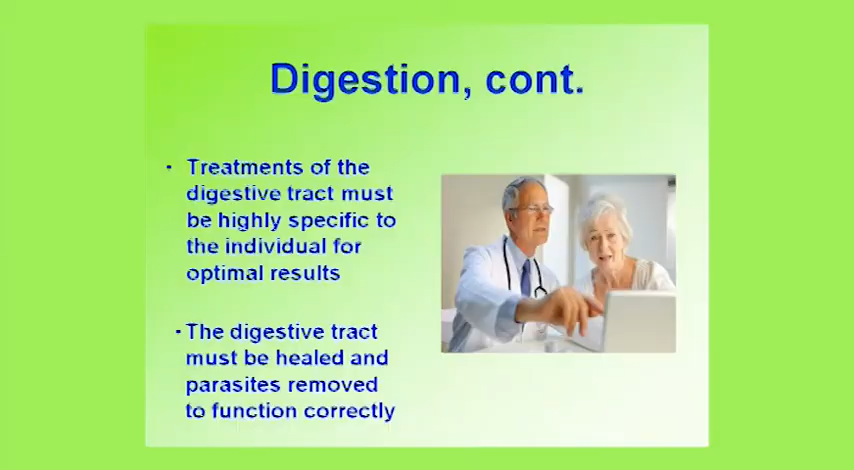 Digestion, cont.
• Treatments of the
digestive tract must
be highly specific to
the individual for
optimal results
• The digestive tract
must be healed and
parasites removed
to function correctly